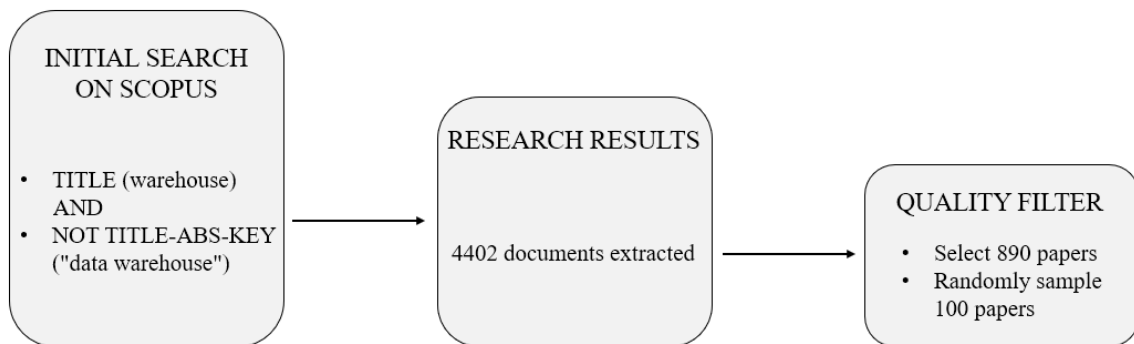 INITIAL SEARCH
ON SCOPUS
• TITLE (warehouse)
AND
• NOT TITLE-ABS-KEY
("data warehouse")
RESEARCH RESULTS
4402 documents extracted
QUALITY FILTER
• Select 890 papers
• Randomly sample
100 papers